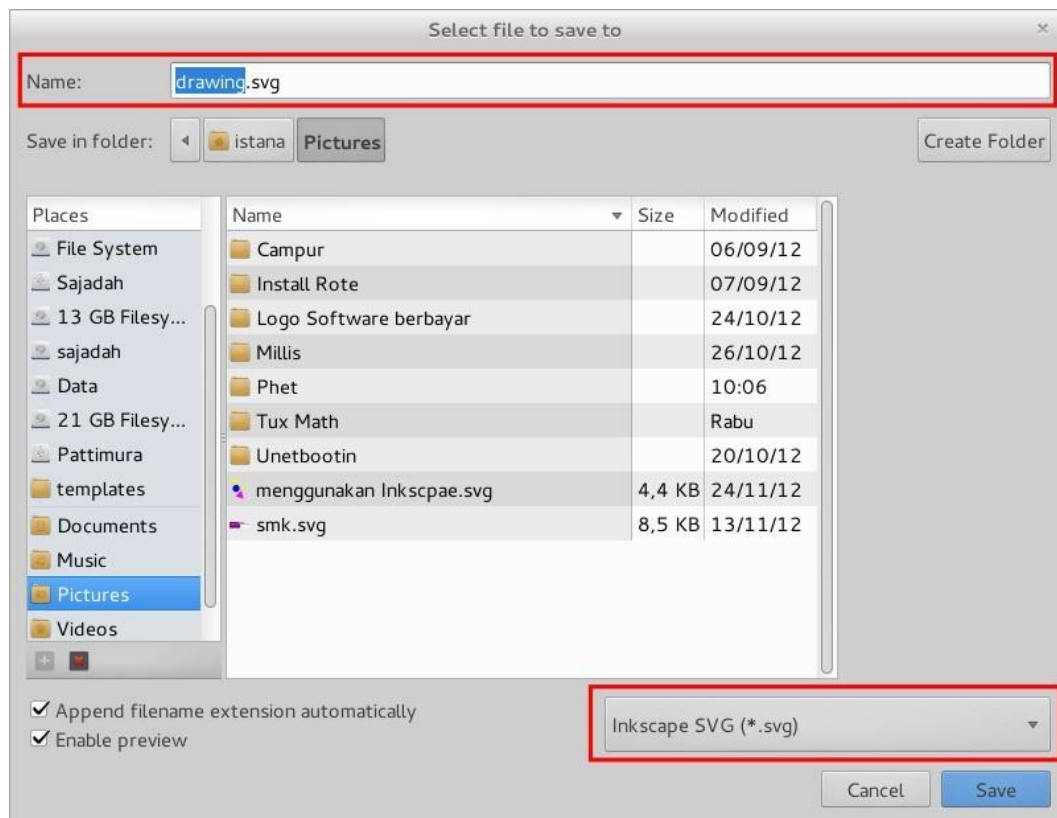 Select file to save to
Name: drawing.svg
Save in folder: istana Pictures Create Folder
Places
File System
Sajadah
13 GB Filesy...
sajadah
Data
21 GB Filesy...
Pattimura
templates
Documents
Music
Pictures
Videos
Name Size Modified
Campur 06/09/12
Install Rote 07/09/12
Logo Software berbayar 24/10/12
Millis 26/10/12
Phet 10:06
Tux Math Rabu
Unetbootin 20/10/12
menggunakan Inkscpae.svg 4,4 KB 24/11/12
smk.svg 8,5 KB 13/11/12
Append filename extension automatically
Enable preview
Inkscape SVG (*.svg)
Cancel Save